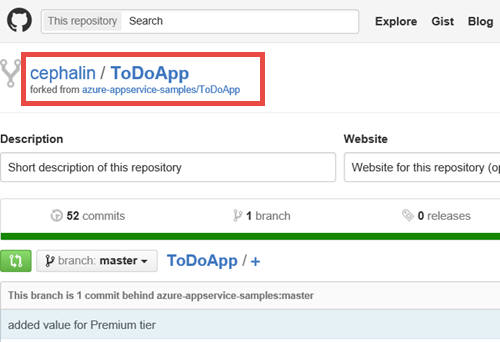 This repository Search Explore Gist Blog
cephalin / ToDoApp
forked from azure-appservice-samples/ToDoApp
Description Website
Short description of this repository Website for this repository (op
52 commits 1 branch 0 releases
branch: master ToDoApp / +
This branch is 1 commit behind azure-appservice-samples:master
added value for Premium tier